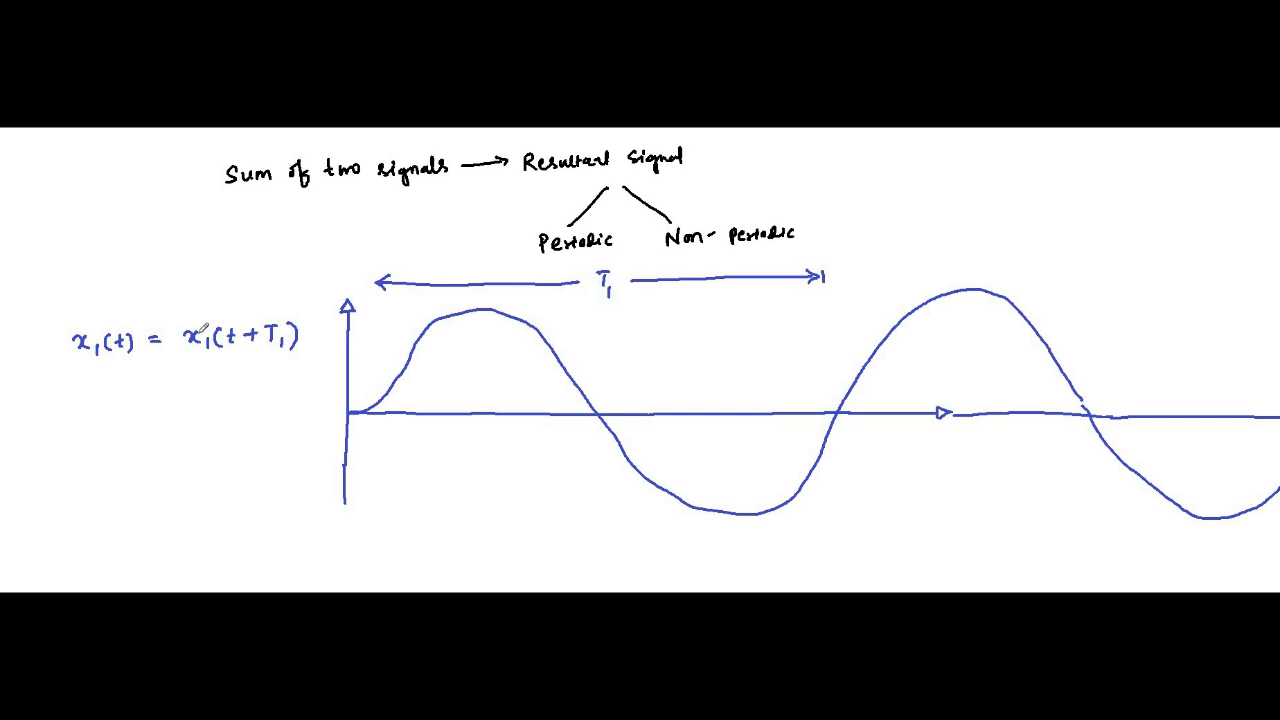 Sum of two signals → Resultant signal
Periodic Non-Periodic
T₁
x₁(t) = x₁(t+T₁)